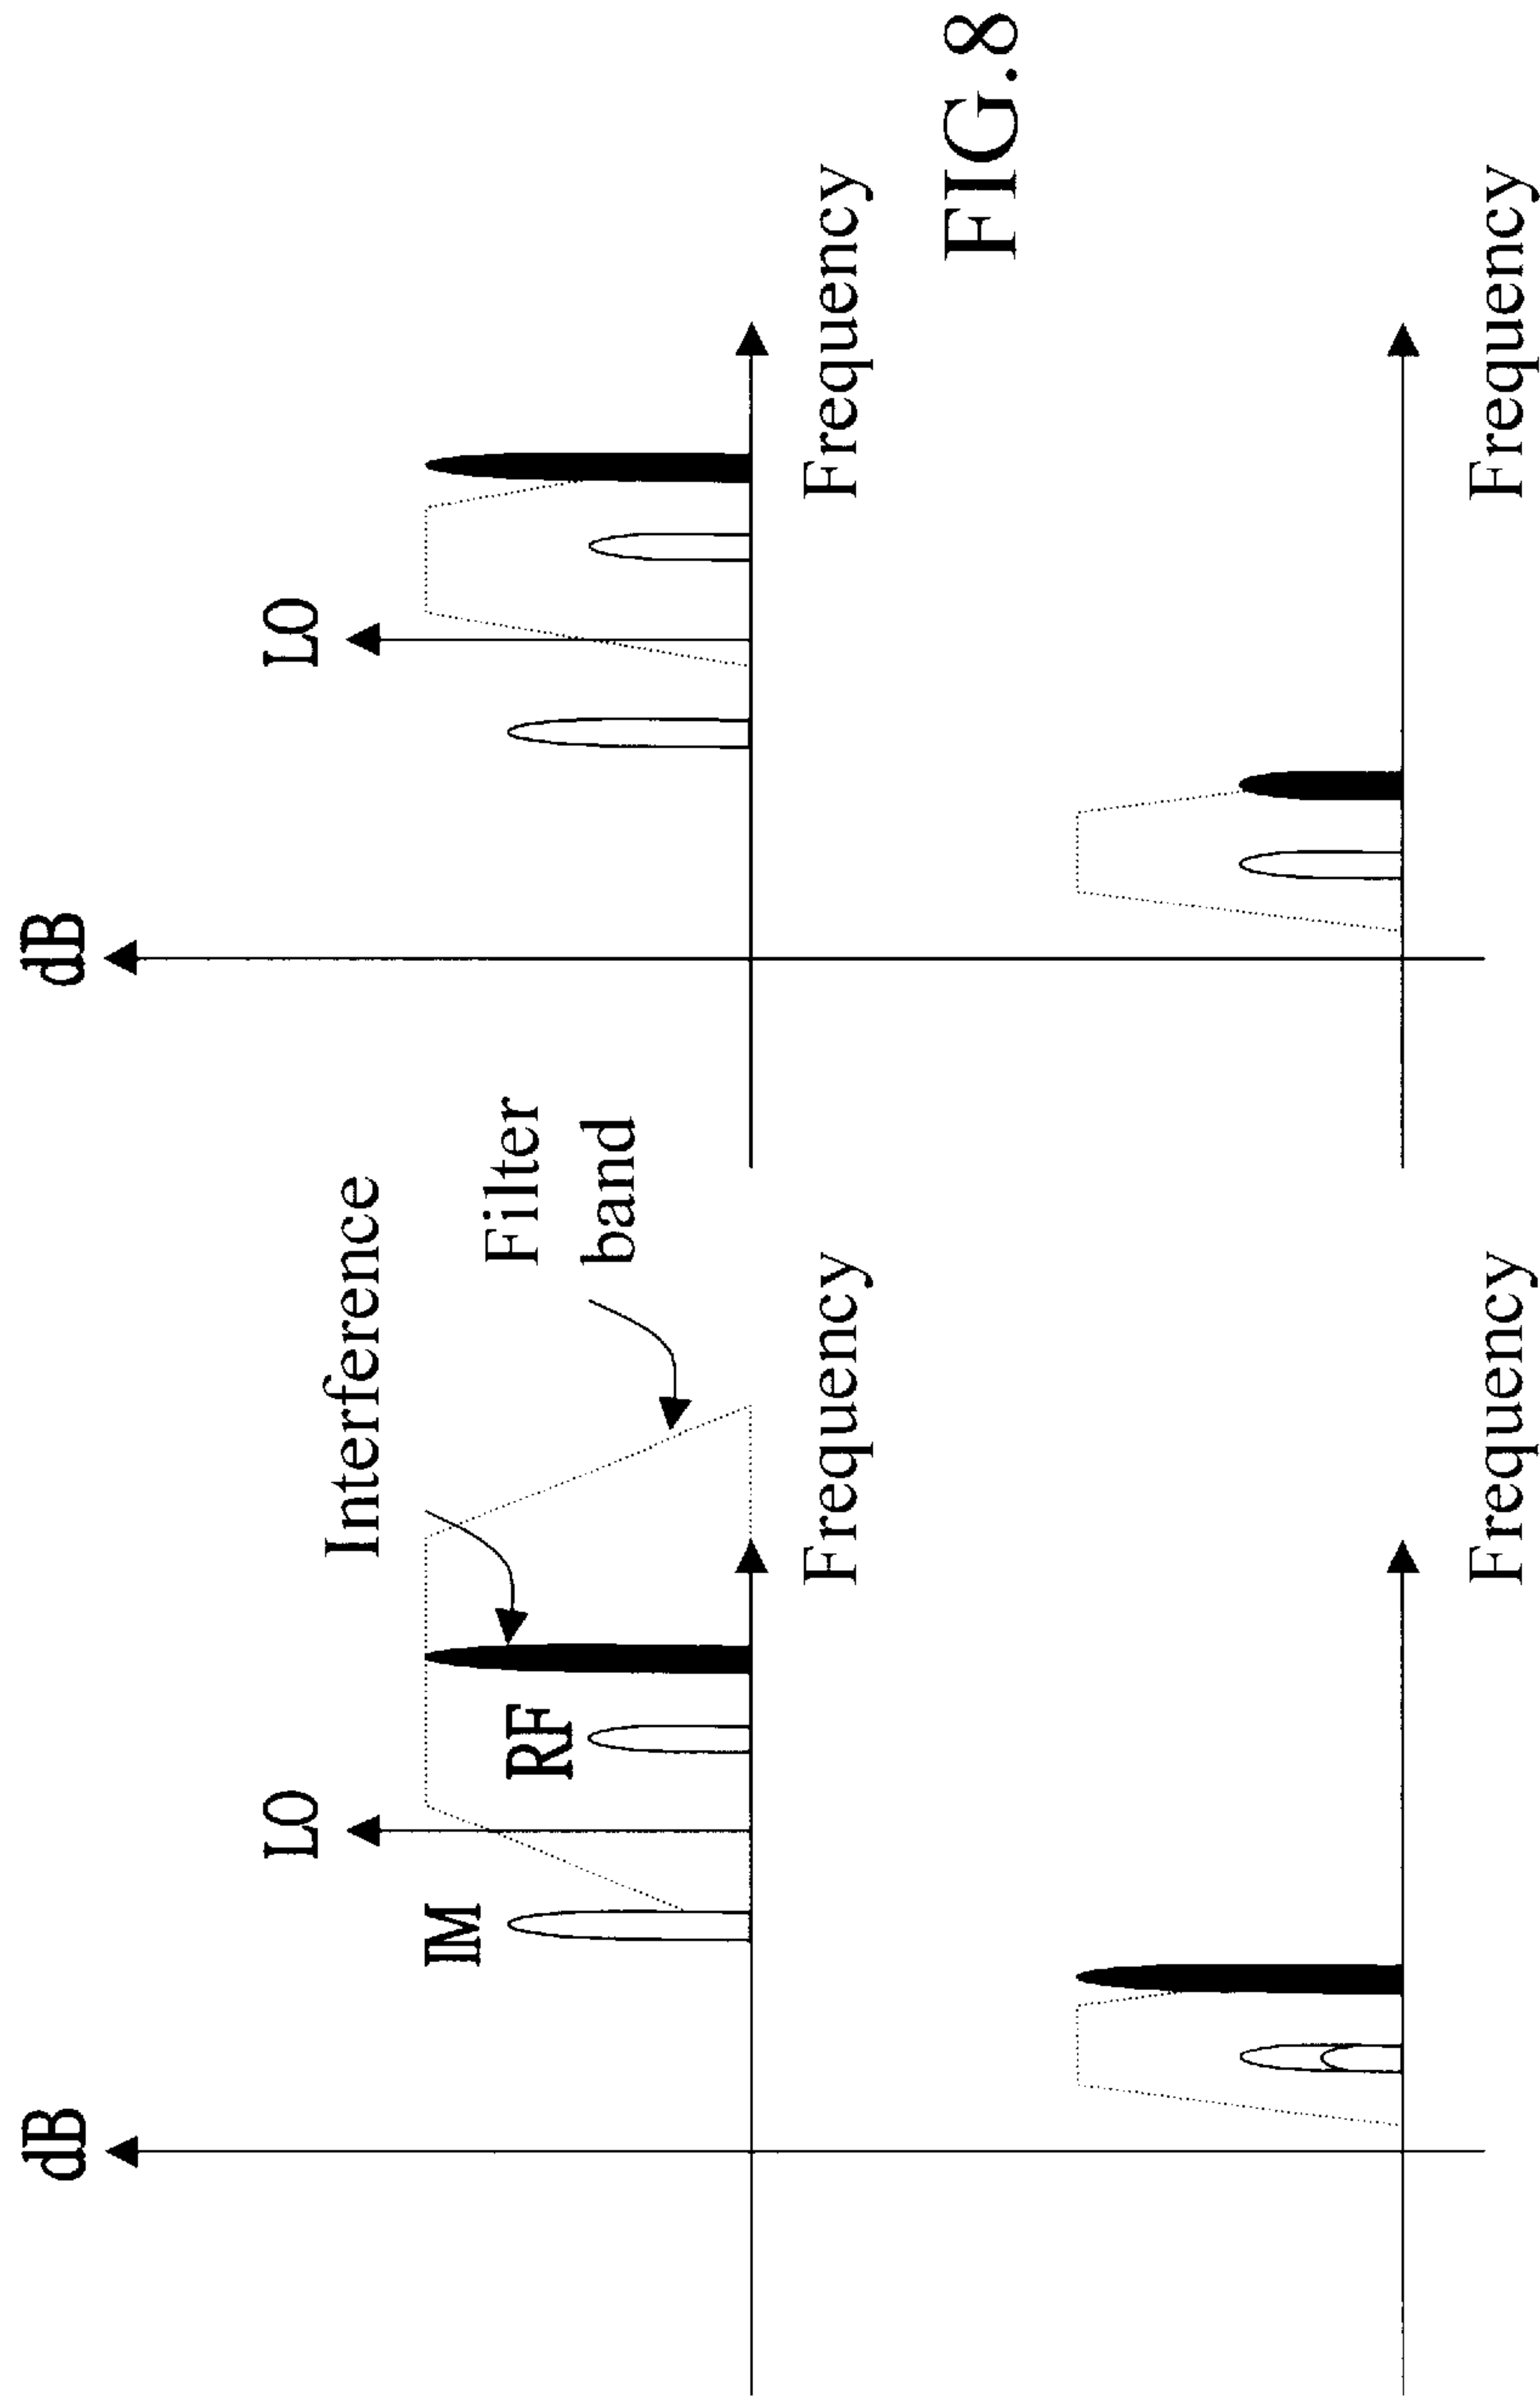 dB
LO
Interference
IM
RF
Filter
band
Frequency
Frequency
dB
LO
Frequency
Frequency
FIG.8